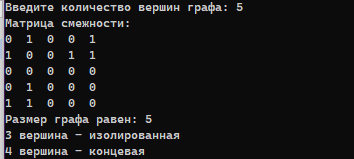 Введите количество вершин графа: 5
Матрица смежности:
0 1 0 0 1
1 0 0 1 1
0 0 0 0 0
0 1 0 0 0
1 1 0 0 0
Размер графа равен: 5
3 вершина - изолированная
4 вершина - концевая